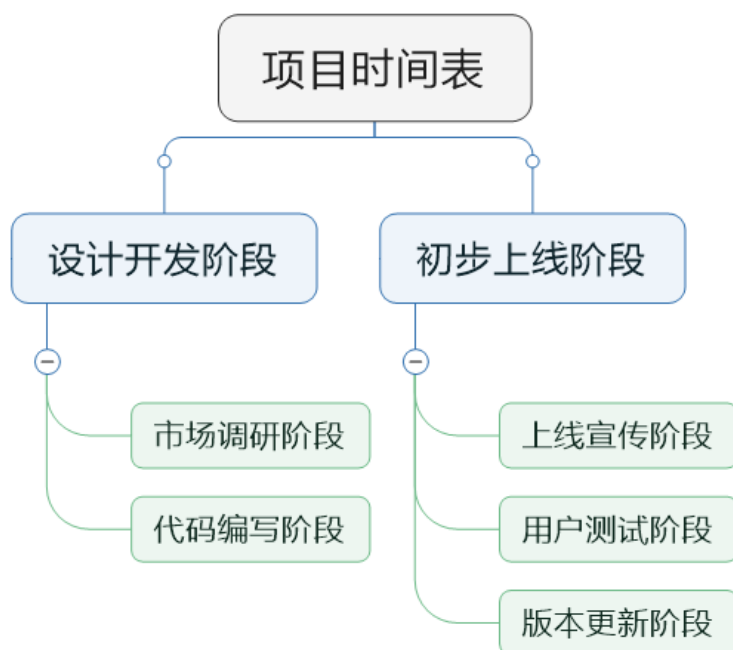 项目时间表
设计开发阶段
初步上线阶段
市场调研阶段
代码编写阶段
上线宣传阶段
用户测试阶段
版本更新阶段